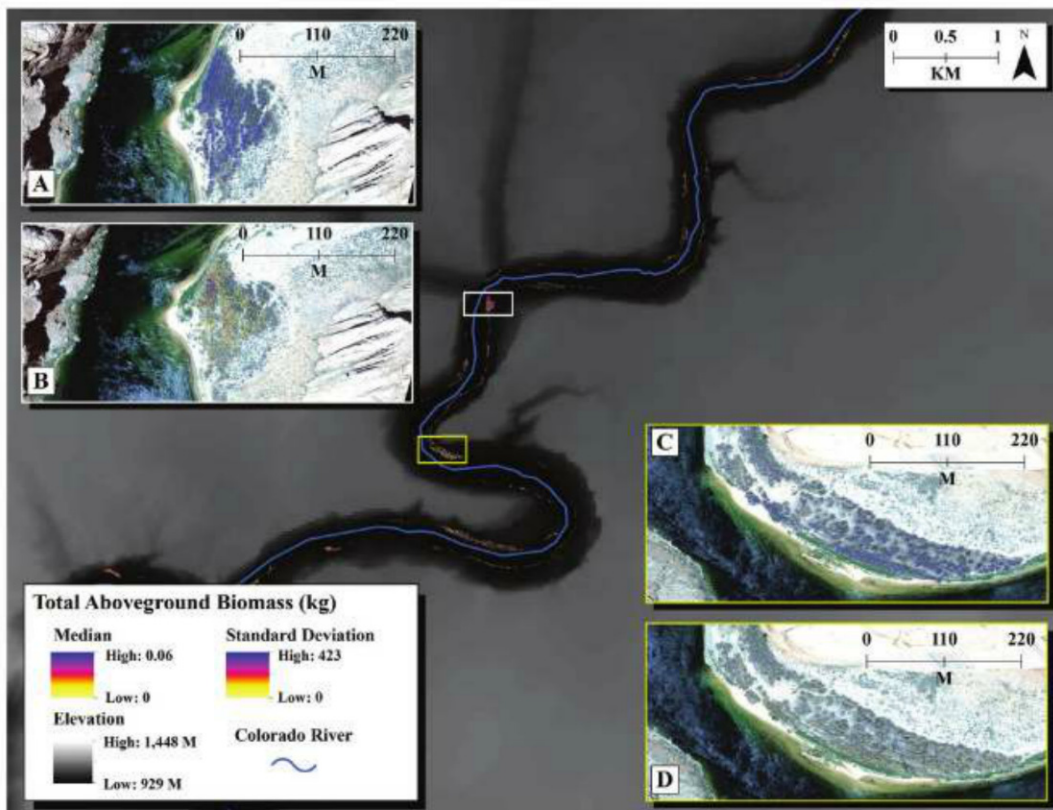 0 110 220
M
A
0 0.5 1
KM
N
0 110 220
M
B
C
0 110 220
M
Total Aboveground Biomass (kg)
Median
High: 0.06
Low: 0
Standard Deviation
High: 423
Low: 0
Elevation
High: 1,448 M
Low: 929 M
Colorado River
0 110 220
M
D